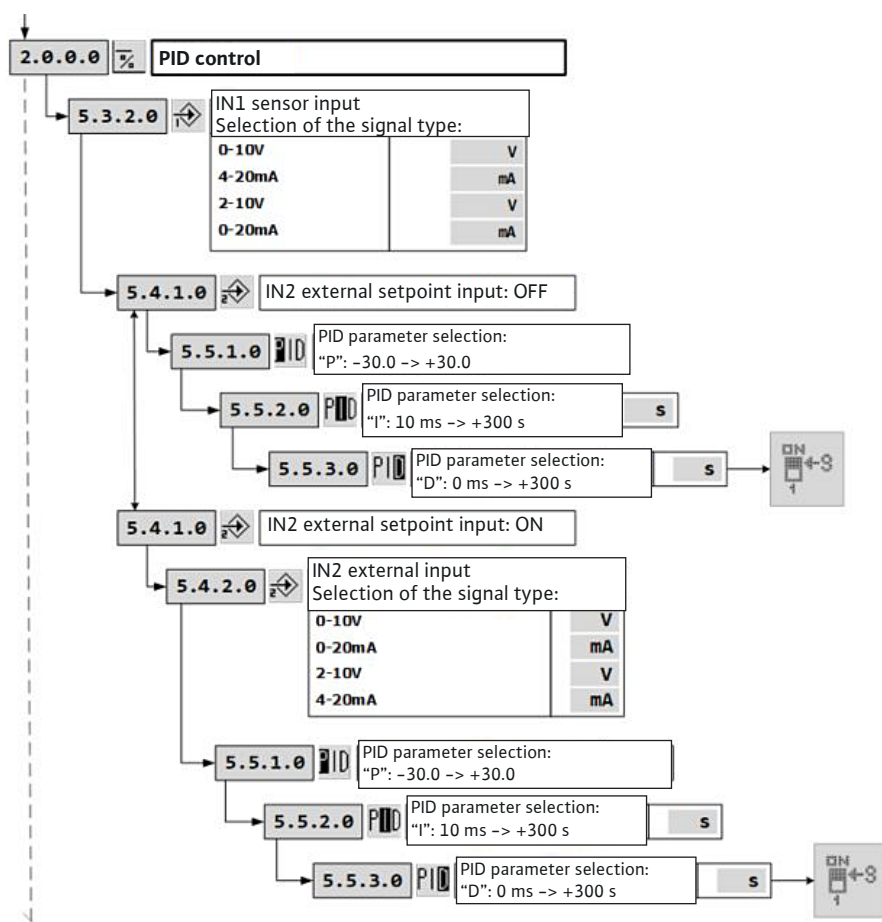 2.0.0.0 PID control
5.3.2.0 1 IN1 sensor input
Selection of the signal type:
0-10V V
4-20mA mA
2-10V V
0-20mA mA
5.4.1.0 2 IN2 external setpoint input: OFF
5.5.1.0 PID PID parameter selection:
“P”: -30.0 -> +30.0
5.5.2.0 PID PID parameter selection:
“I”: 10 ms -> +300 s s
5.5.3.0 PID PID parameter selection:
“D”: 0 ms -> +300 s s
ON
1
5.4.1.0 2 IN2 external setpoint input: ON
5.4.2.0 2 IN2 external input
Selection of the signal type:
0-10V V
0-20mA mA
2-10V V
4-20mA mA
5.5.1.0 PID PID parameter selection:
“P”: -30.0 -> +30.0
5.5.2.0 PID PID parameter selection:
“I”: 10 ms -> +300 s s
5.5.3.0 PID PID parameter selection:
“D”: 0 ms -> +300 s s
ON
1